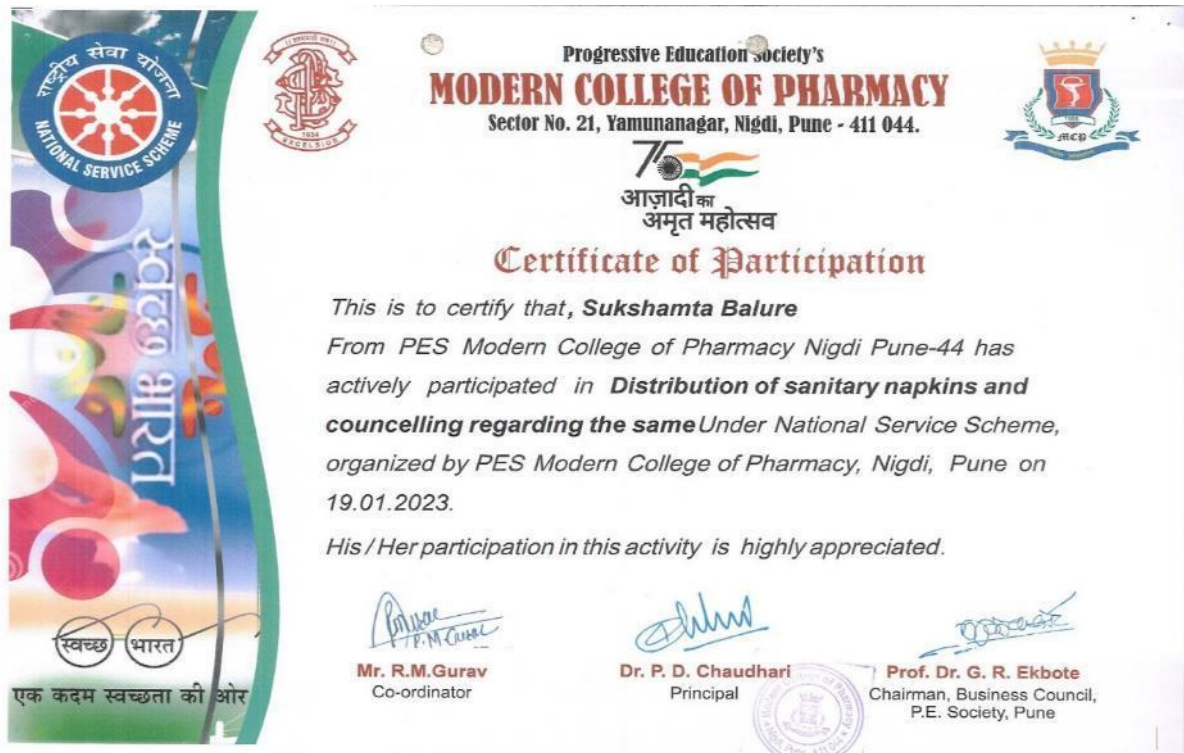 राष्ट्रीय सेवा योजना
NATIONAL SERVICE SCHEME
1934
EXCELSIOR
Progressive Education Society's
MODERN COLLEGE OF PHARMACY
Sector No. 21, Yamunanagar, Nigdi, Pune - 411 044.
MCP
75
आज़ादी का
अमृत महोत्सव
Certificate of Participation
This is to certify that, Sukshamta Balure
From PES Modern College of Pharmacy Nigdi Pune-44 has
actively participated in Distribution of sanitary napkins and
councelling regarding the same Under National Service Scheme,
organized by PES Modern College of Pharmacy, Nigdi, Pune on
19.01.2023.
His/Her participation in this activity is highly appreciated.
स्वच्छ भारत
स्वच्छ भारत
एक कदम स्वच्छता की ओर
Mr. R.M.Gurav
Co-ordinator
Dr. P. D. Chaudhari
Principal
Prof. Dr. G. R. Ekbote
Chairman, Business Council,
P.E. Society, Pune